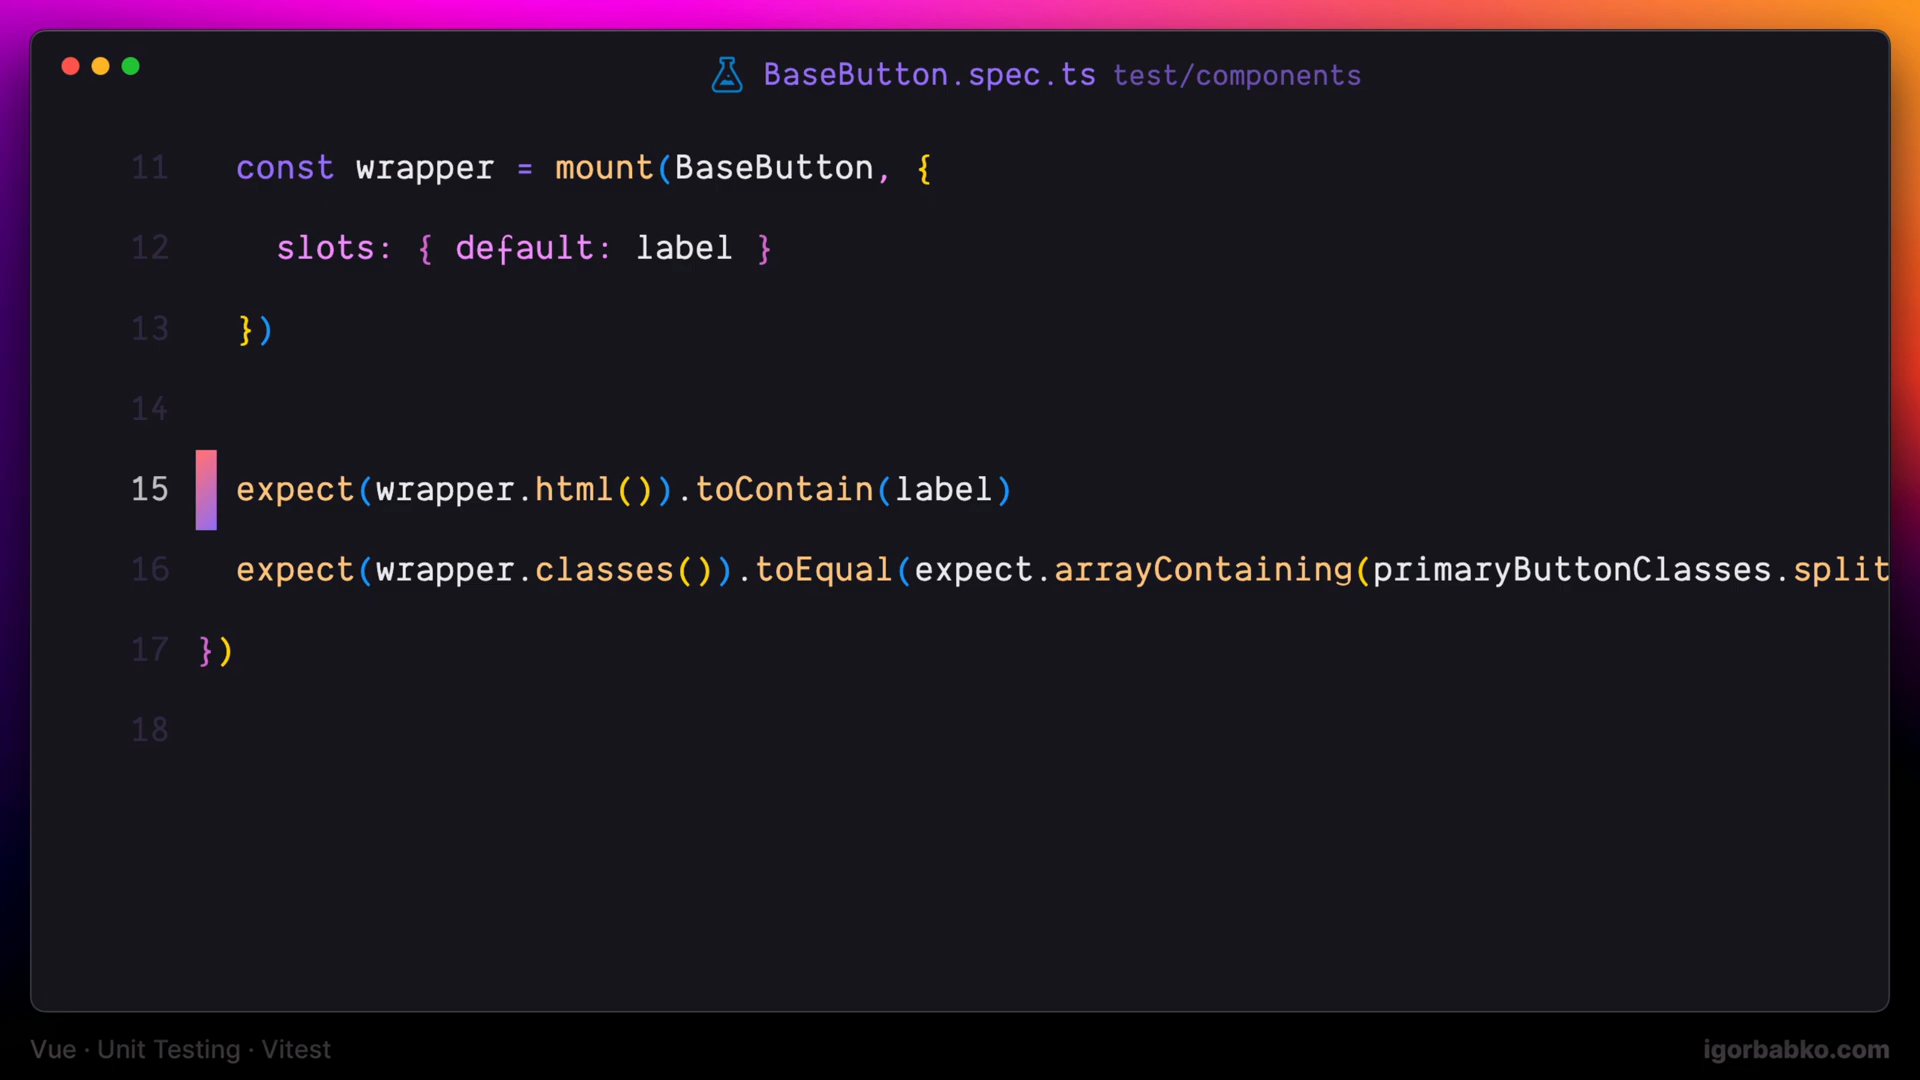 BaseButton.spec.ts test/components
11 const wrapper = mount(BaseButton, {
12 slots: { default: label }
13 })
14
15 expect(wrapper.html()).toContain(label)
16 expect(wrapper.classes()).toEqual(expect.arrayContaining(primaryButtonClasses.split
17 })
18
Vue · Unit Testing · Vitest
igorbabko.com